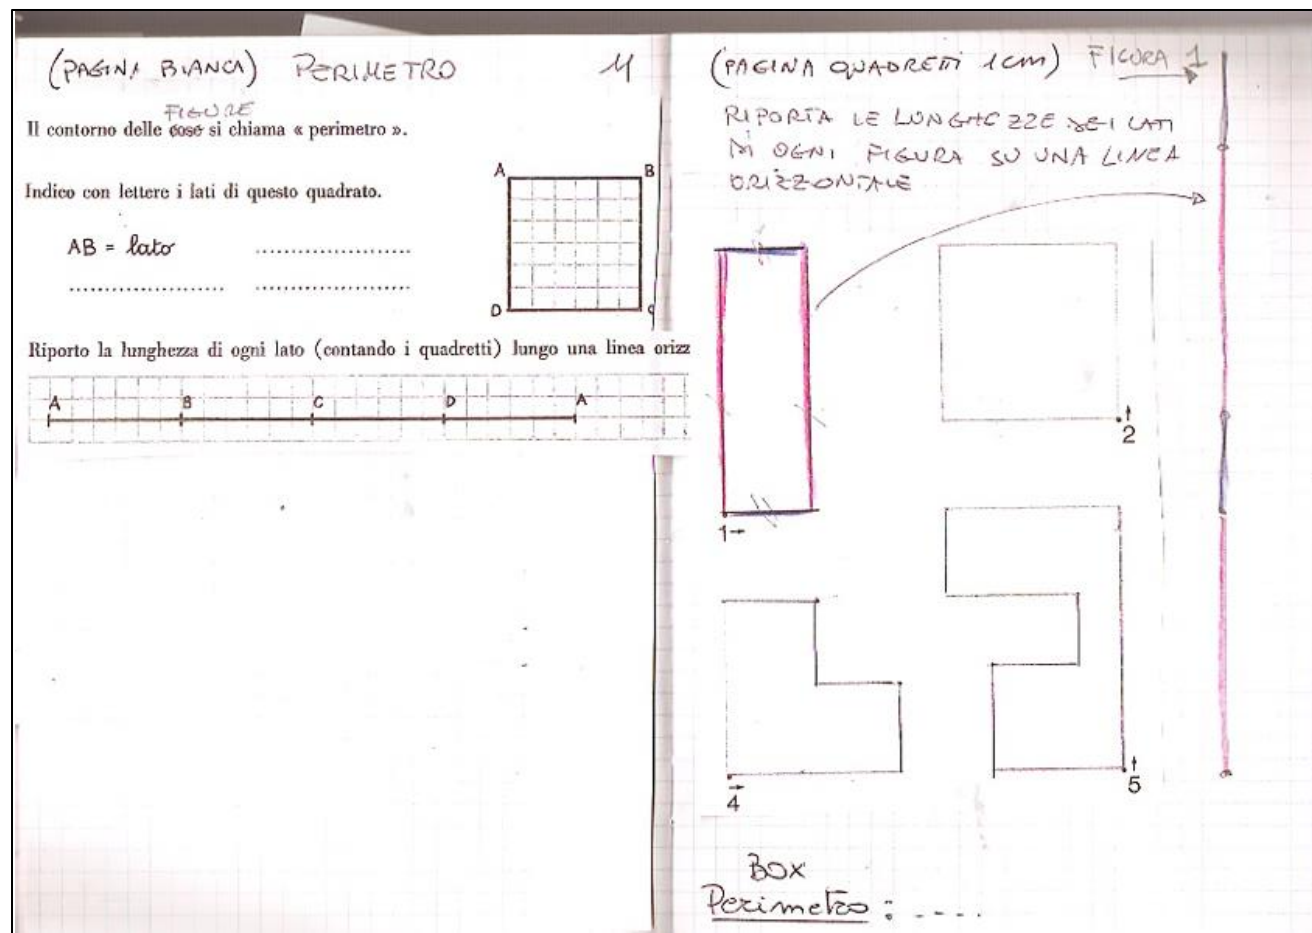 (PAGINA BIANCA) PERIMETRO
FIGURE
Il contorno delle cose si chiama « perimetro ».
Indico con lettere i lati di questo quadrato.
AB = lato ........................
........................ ........................
A B
D C
Riporto la lunghezza di ogni lato (contando i quadretti) lungo una linea orizz
A B C D A
(PAGINA QUADRETTI 1cm) FIGURA 1
RIPORTA LE LUNGHEZZE DEI LATI
DI OGNI FIGURA SU UNA LINEA
ORIZZONTALE
2
1
4
5
BOX
Perimetro : ----